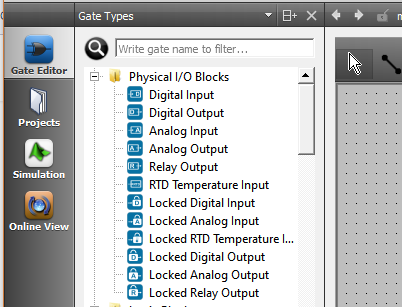 Gate Types
Gate Editor
Projects
Simulation
Online View
Write gate name to filter...
Physical I/O Blocks
Digital Input
Digital Output
Analog Input
Analog Output
Relay Output
RTD Temperature Input
Locked Digital Input
Locked Analog Input
Locked RTD Temperature I...
Locked Digital Output
Locked Analog Output
Locked Relay Output